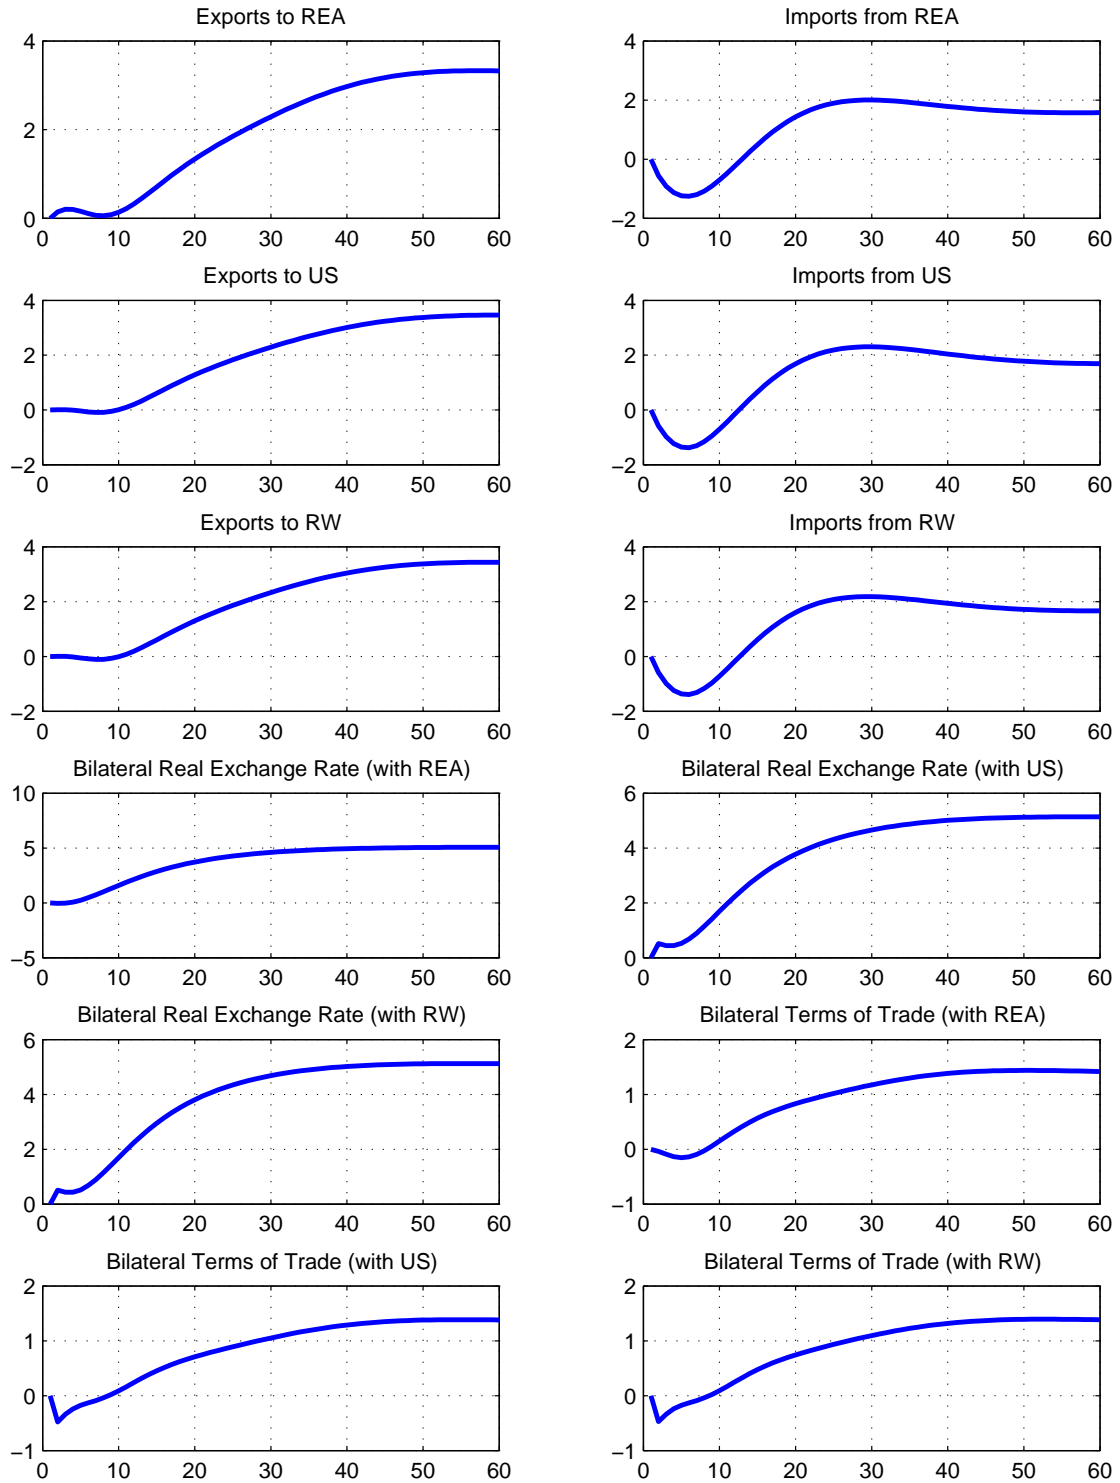 Exports to REA
4
2
0
0 10 20 30 40 50 60
Imports from REA
4
2
0
−2
0 10 20 30 40 50 60
Exports to US
4
2
0
−2
0 10 20 30 40 50 60
Imports from US
4
2
0
−2
0 10 20 30 40 50 60
Exports to RW
4
2
0
−2
0 10 20 30 40 50 60
Imports from RW
4
2
0
−2
0 10 20 30 40 50 60
Bilateral Real Exchange Rate (with REA)
10
5
0
−5
0 10 20 30 40 50 60
Bilateral Real Exchange Rate (with US)
6
4
2
0
0 10 20 30 40 50 60
Bilateral Real Exchange Rate (with RW)
6
4
2
0
0 10 20 30 40 50 60
Bilateral Terms of Trade (with REA)
2
1
0
−1
0 10 20 30 40 50 60
Bilateral Terms of Trade (with US)
2
1
0
−1
0 10 20 30 40 50 60
Bilateral Terms of Trade (with RW)
2
1
0
−1
0 10 20 30 40 50 60